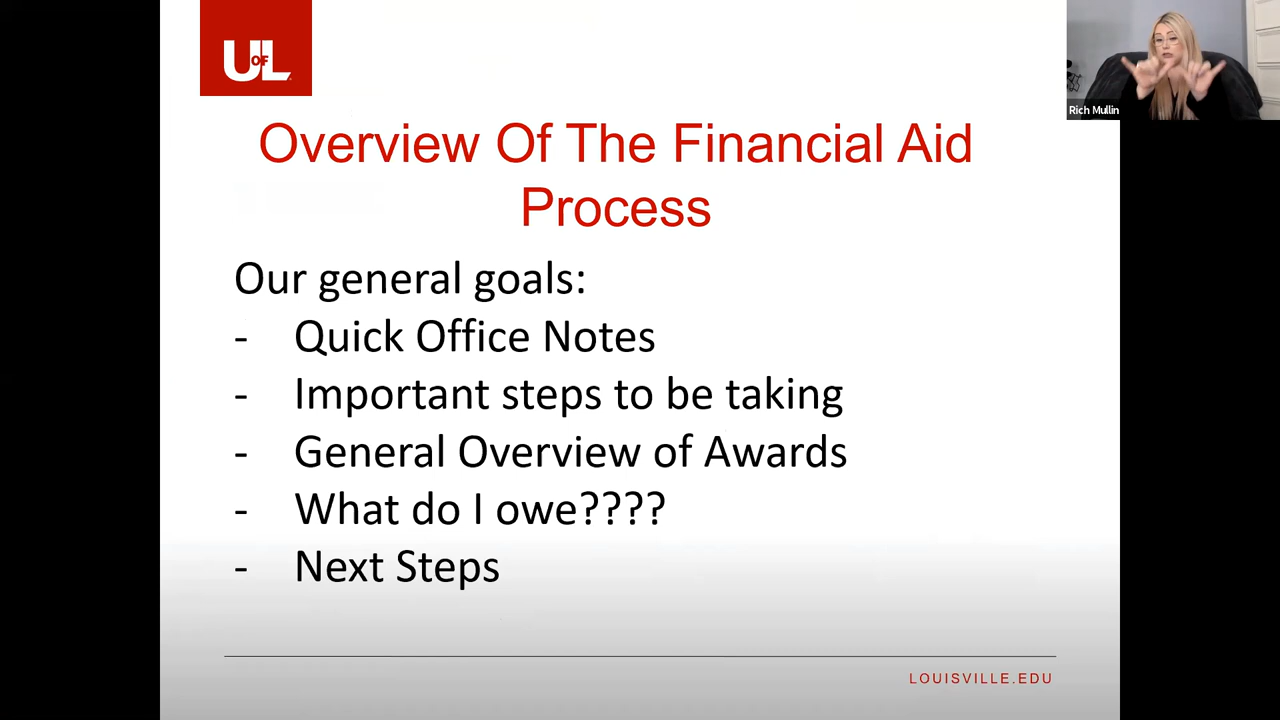 U OF L
Rich Mullin
Overview Of The Financial Aid
Process
Our general goals:
- Quick Office Notes
- Important steps to be taking
- General Overview of Awards
- What do I owe????
- Next Steps
LOUISVILLE.EDU